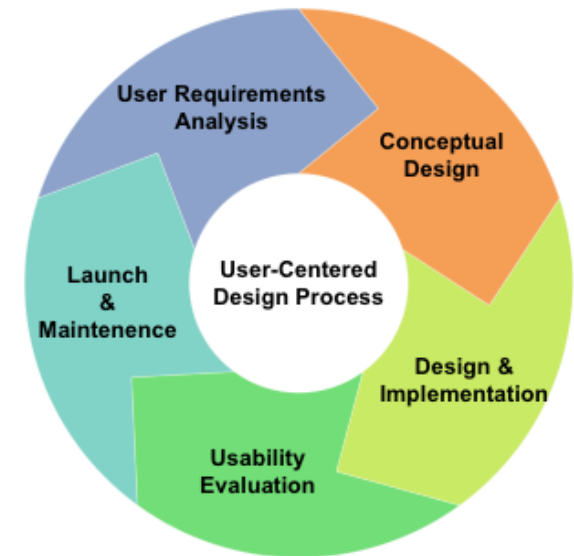 User Requirements
Analysis
Conceptual
Design
User-Centered
Design Process
Launch
&
Maintenence
Design &
Implementation
Usability
Evaluation